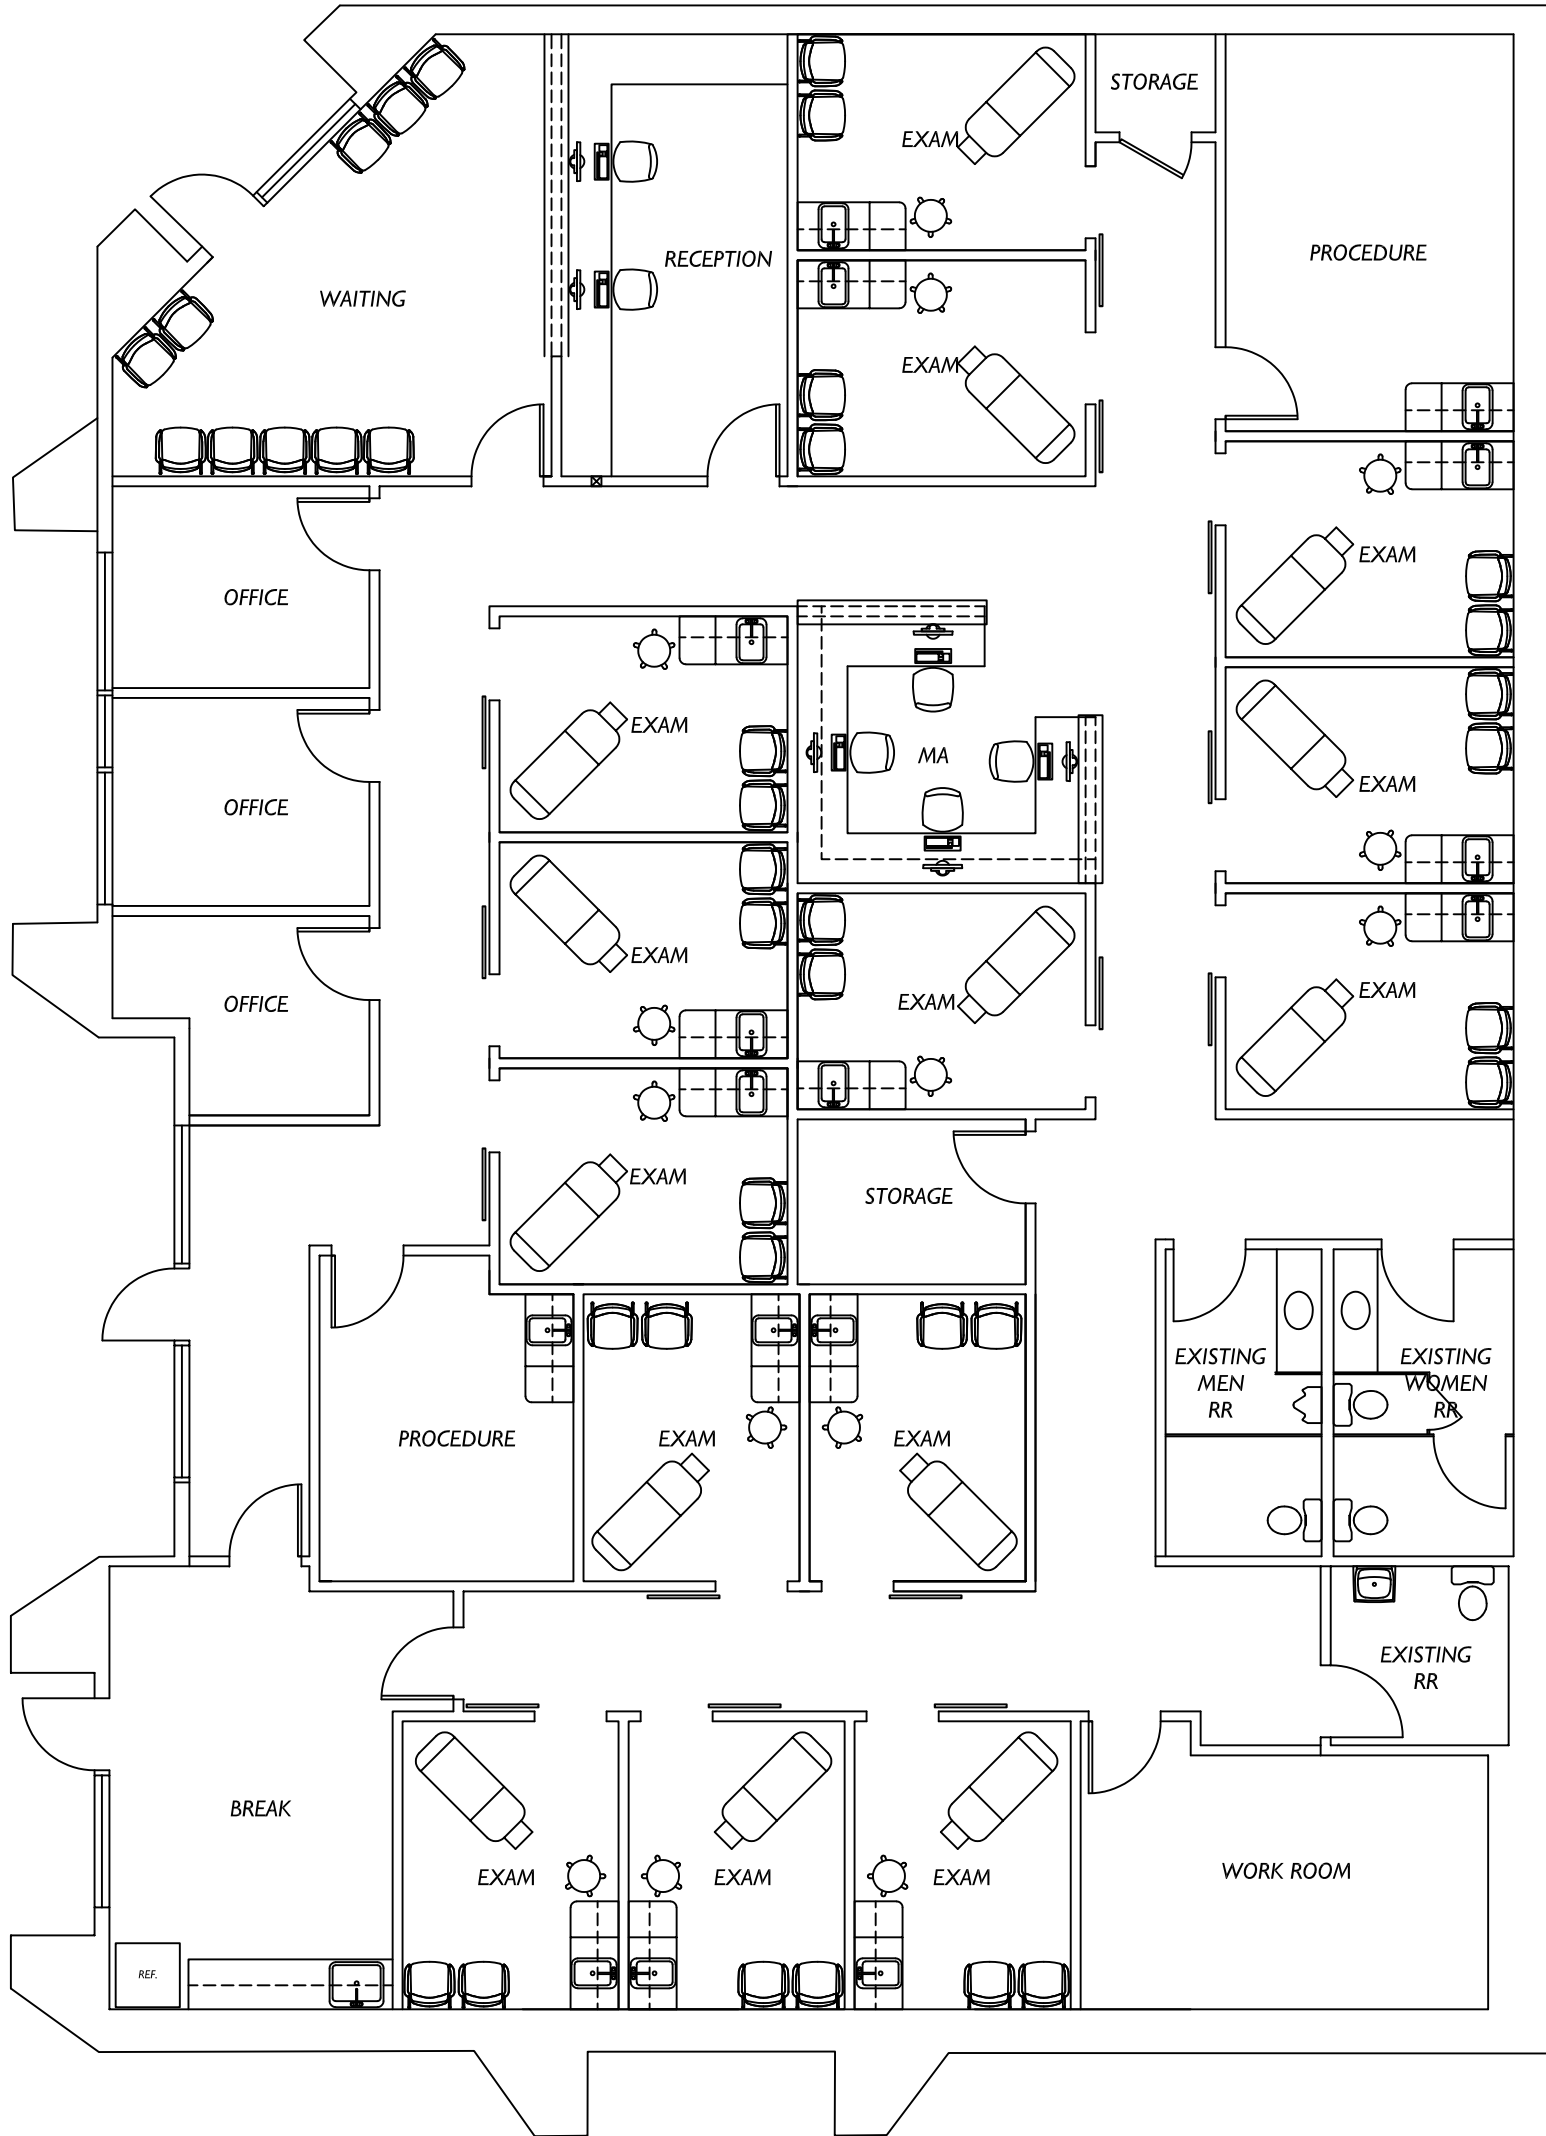 STORAGE
EXAM
PROCEDURE
RECEPTION
WAITING
EXAM
EXAM
OFFICE
EXAM
MA
EXAM
OFFICE
EXAM
EXAM
EXAM
OFFICE
EXAM
STORAGE
EXISTING
MEN
RR
EXISTING
WOMEN
RR
PROCEDURE
EXAM
EXAM
EXISTING
RR
BREAK
EXAM
EXAM
EXAM
WORK ROOM
REF.